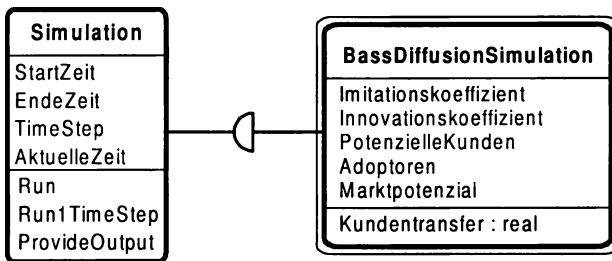 Simulation
StartZeit
EndeZeit
TimeStep
AktuelleZeit
Run
Run1TimeStep
ProvideOutput
BassDiffusionSimulation
Imitationskoeffizient
Innovationskoeffizient
PotenzielleKunden
Adoptoren
Marktpotenzial
Kundentransfer : real